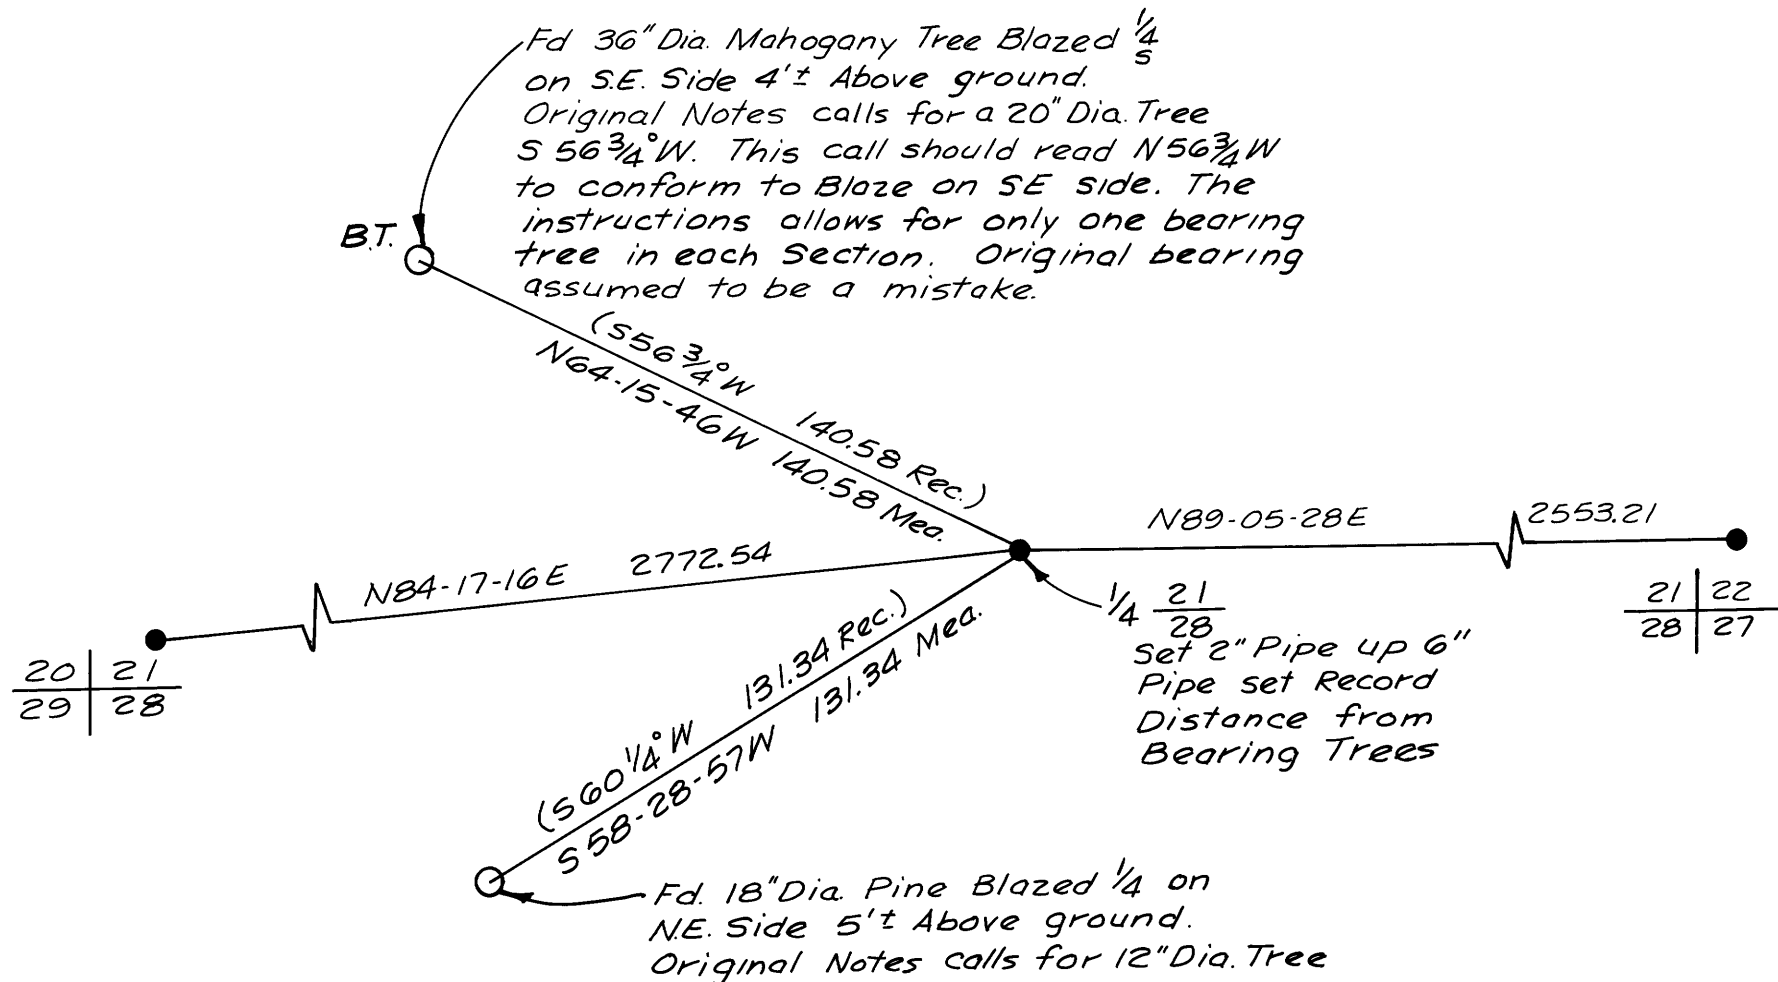 Fd 36" Dia. Mahogany Tree Blazed 1/4 S
on S.E. Side 4'± Above ground.
Original Notes calls for a 20" Dia. Tree
S 56 3/4° W. This call should read N 56 3/4 W
to conform to Blaze on SE side. The
instructions allows for only one bearing
tree in each Section. Original bearing
assumed to be a mistake.
B.T.
(S56 3/4° W 140.58 Rec.)
N64-15-46W 140.58 Mea.
N89-05-28E 2553.21
N84-17-16E 2772.54
1/4 21
28
Set 2" Pipe up 6"
Pipe set Record
Distance from
Bearing Trees
21 22
28 27
20 21
29 28
(S 60 1/4° W 131.34 Rec.)
S 58-28-57W 131.34 Mea.
Fd. 18" Dia. Pine Blazed 1/4 on
N.E. Side 5'± Above ground.
Original Notes calls for 12" Dia. Tree